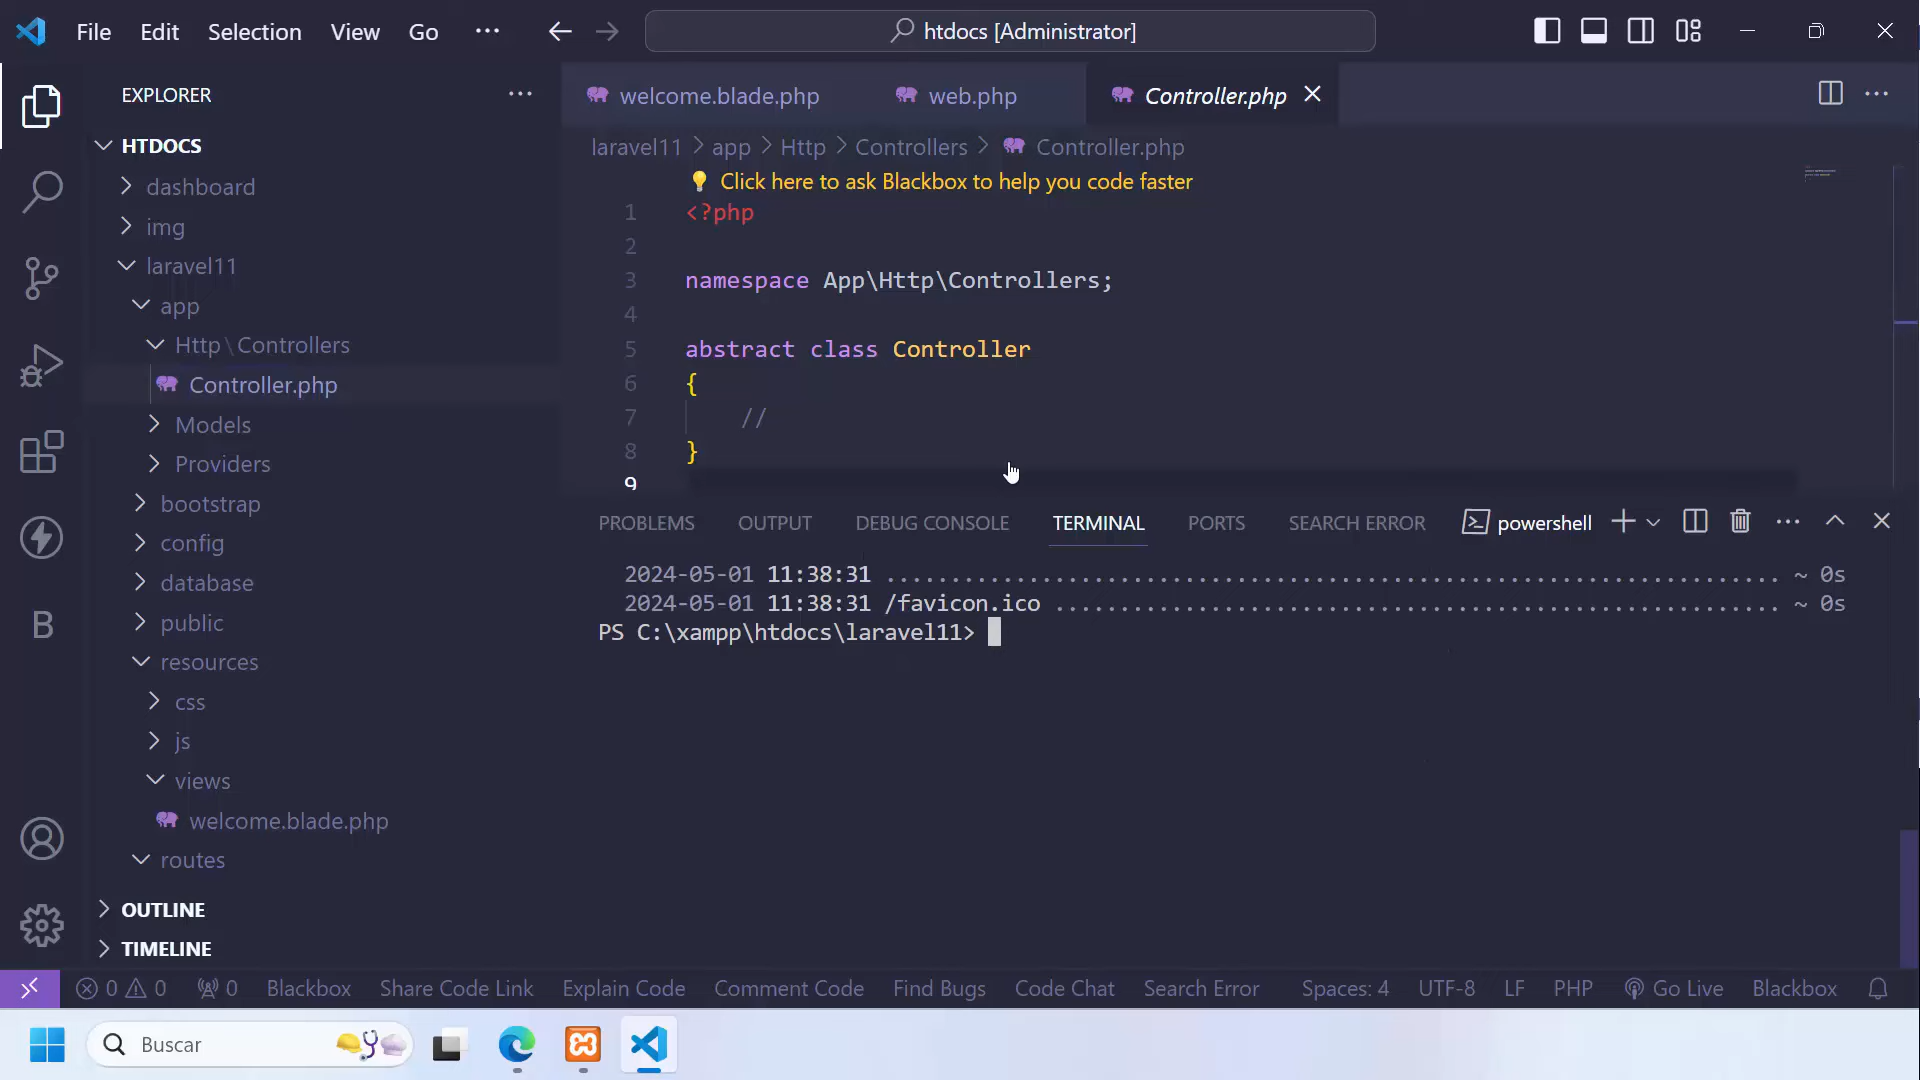 File Edit Selection View Go ··· htdocs [Administrator]
EXPLORER ···
HTDOCS
dashboard
img
laravel11
app
Http\Controllers
Controller.php
Models
Providers
bootstrap
config
database
public
resources
css
js
views
welcome.blade.php
routes
OUTLINE
TIMELINE
welcome.blade.php web.php Controller.php
laravel11 > app > Http > Controllers > Controller.php
Click here to ask Blackbox to help you code faster
1 <?php
2
3 namespace App\Http\Controllers;
4
5 abstract class Controller
6 {
7 //
8 }
9
PROBLEMS OUTPUT DEBUG CONSOLE TERMINAL PORTS SEARCH ERROR powershell
2024-05-01 11:38:31 ..................................................................... ~ 0s
2024-05-01 11:38:31 /favicon.ico ........................................................ ~ 0s
PS C:\xampp\htdocs\laravel11>
B
0 0 0 Blackbox Share Code Link Explain Code Comment Code Find Bugs Code Chat Search Error Spaces: 4 UTF-8 LF PHP Go Live Blackbox
Buscar